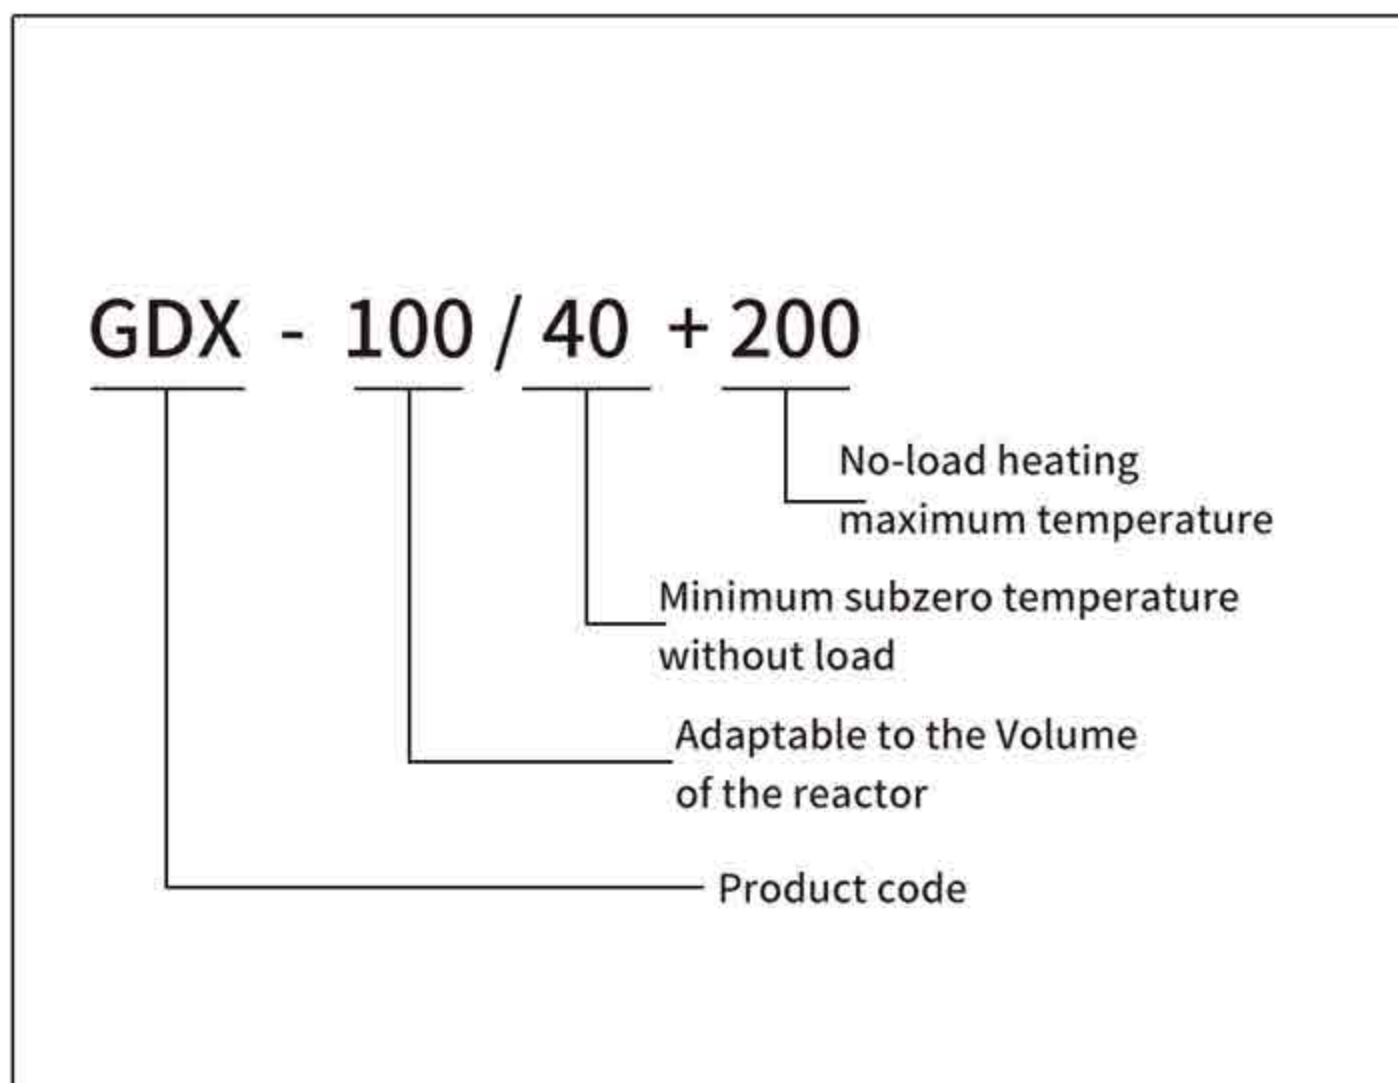 GDX - 100 / 40 + 200
No-load heating
maximum temperature
Minimum subzero temperature
without load
Adaptable to the Volume
of the reactor
Product code